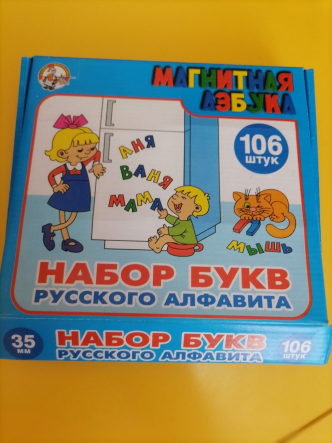 МАГНИТНАЯ
АЗБУКА
106
ШТУК
АНЯ
ВАНЯ
МАМА
МЫШЬ
НАБОР БУКВ
РУССКОГО АЛФАВИТА
35
ММ
НАБОР БУКВ
РУССКОГО АЛФАВИТА
106
ШТУК